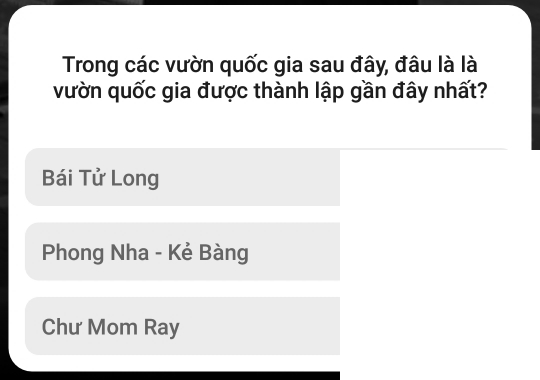 Trong các vườn quốc gia sau đây, đâu là là
vườn quốc gia được thành lập gần đây nhất?
Bái Tử Long
Phong Nha - Kẻ Bàng
Chư Mom Ray